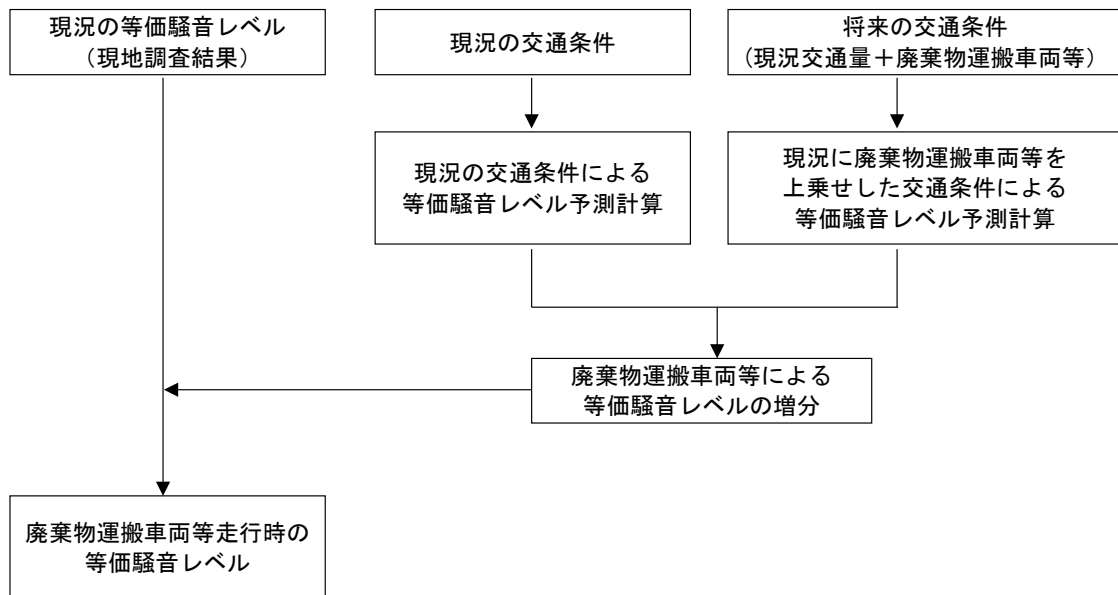 現況の等価騒音レベル
（現地調査結果）
現況の交通条件
将来の交通条件
（現況交通量＋廃棄物運搬車両等）
現況の交通条件による
等価騒音レベル予測計算
現況に廃棄物運搬車両等を
上乗せした交通条件による
等価騒音レベル予測計算
廃棄物運搬車両等による
等価騒音レベルの増分
廃棄物運搬車両等走行時の
等価騒音レベル